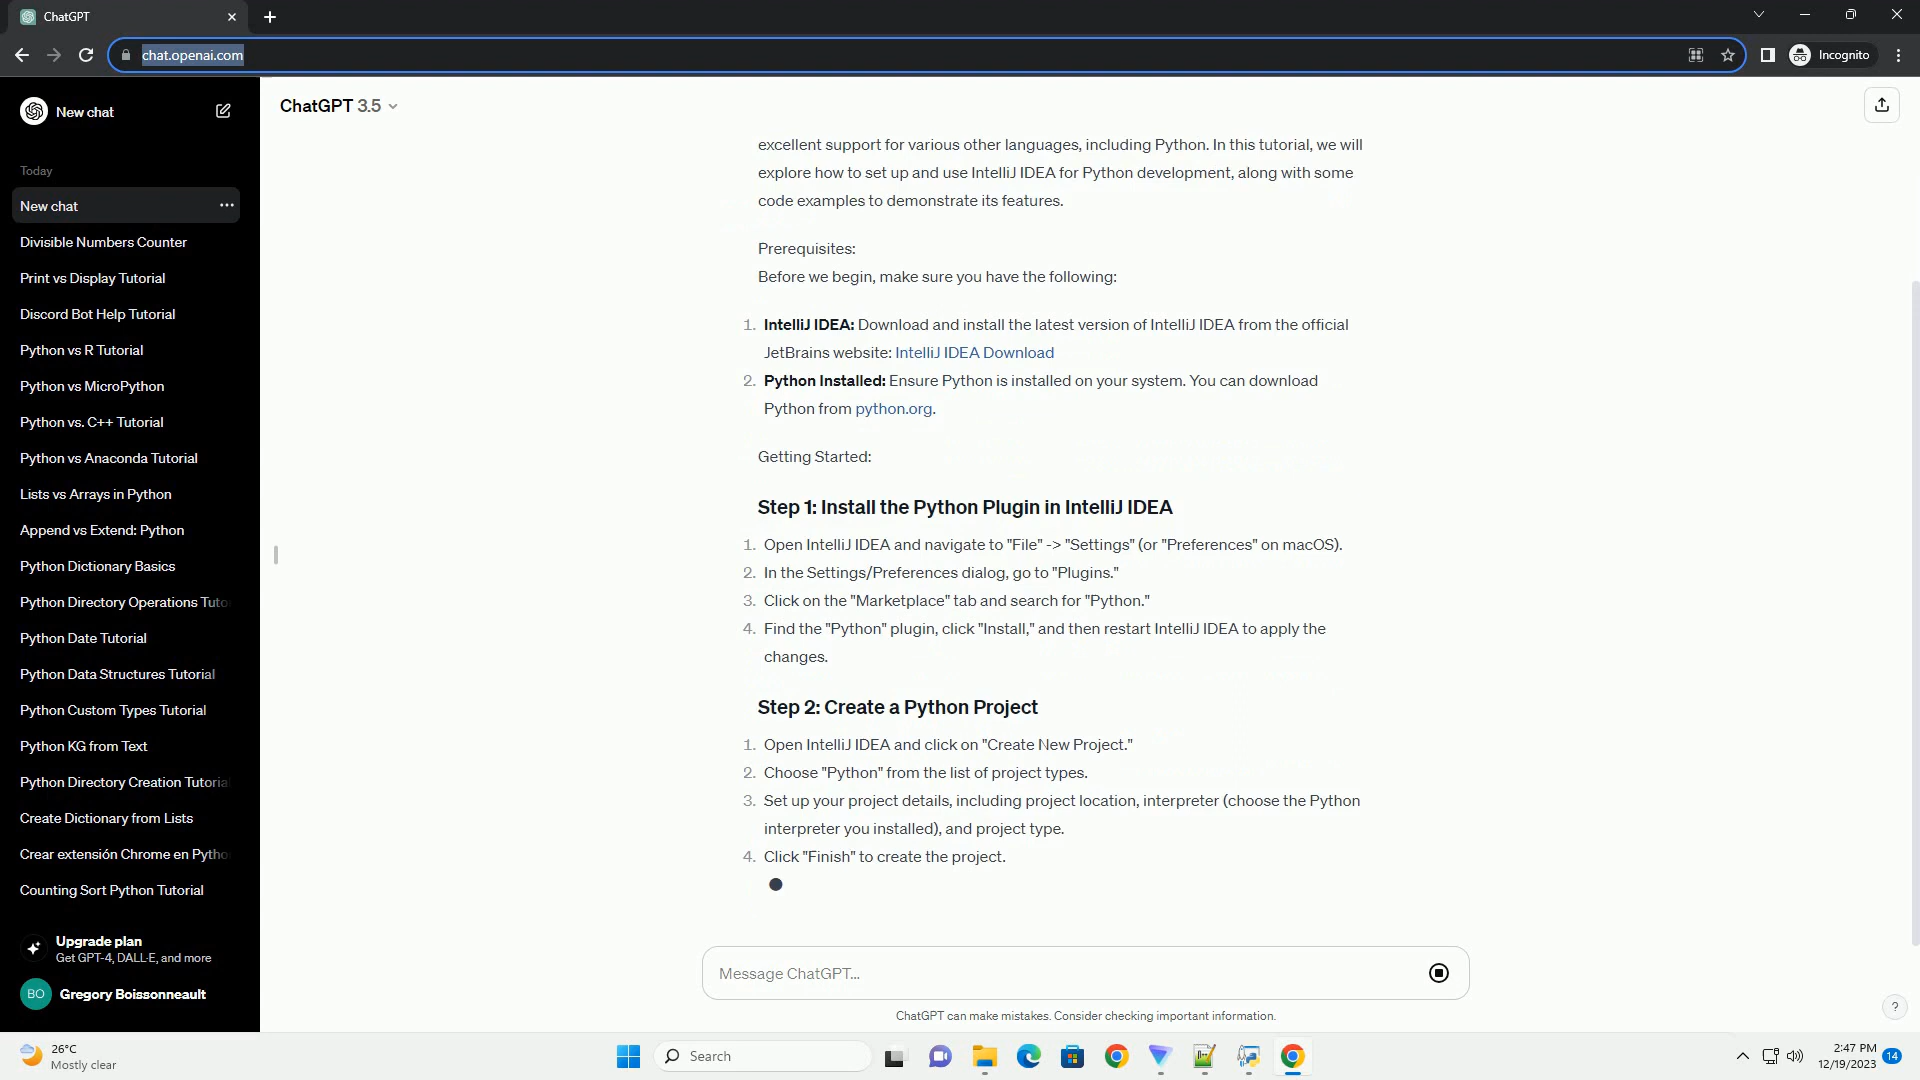 ChatGPT
chat.openai.com
Incognito
New chat
Today
New chat
Divisible Numbers Counter
Print vs Display Tutorial
Discord Bot Help Tutorial
Python vs R Tutorial
Python vs MicroPython
Python vs. C++ Tutorial
Python vs Anaconda Tutorial
Lists vs Arrays in Python
Append vs Extend: Python
Python Dictionary Basics
Python Directory Operations Tuto
Python Date Tutorial
Python Data Structures Tutorial
Python Custom Types Tutorial
Python KG from Text
Python Directory Creation Tutoria
Create Dictionary from Lists
Crear extensión Chrome en Pytho
Counting Sort Python Tutorial
Upgrade plan
Get GPT-4, DALL·E, and more
BO Gregory Boissonneault
ChatGPT 3.5
excellent support for various other languages, including Python. In this tutorial, we will
explore how to set up and use IntelliJ IDEA for Python development, along with some
code examples to demonstrate its features.
Prerequisites:
Before we begin, make sure you have the following:
1. IntelliJ IDEA: Download and install the latest version of IntelliJ IDEA from the official
JetBrains website: IntelliJ IDEA Download
2. Python Installed: Ensure Python is installed on your system. You can download
Python from python.org.
Getting Started:
Step 1: Install the Python Plugin in IntelliJ IDEA
1. Open IntelliJ IDEA and navigate to "File" -> "Settings" (or "Preferences" on macOS).
2. In the Settings/Preferences dialog, go to "Plugins."
3. Click on the "Marketplace" tab and search for "Python."
4. Find the "Python" plugin, click "Install," and then restart IntelliJ IDEA to apply the
changes.
Step 2: Create a Python Project
1. Open IntelliJ IDEA and click on "Create New Project."
2. Choose "Python" from the list of project types.
3. Set up your project details, including project location, interpreter (choose the Python
interpreter you installed), and project type.
4. Click "Finish" to create the project.
Message ChatGPT...
ChatGPT can make mistakes. Consider checking important information.
?
26°C
Mostly clear
Search
2:47 PM
12/19/2023
14